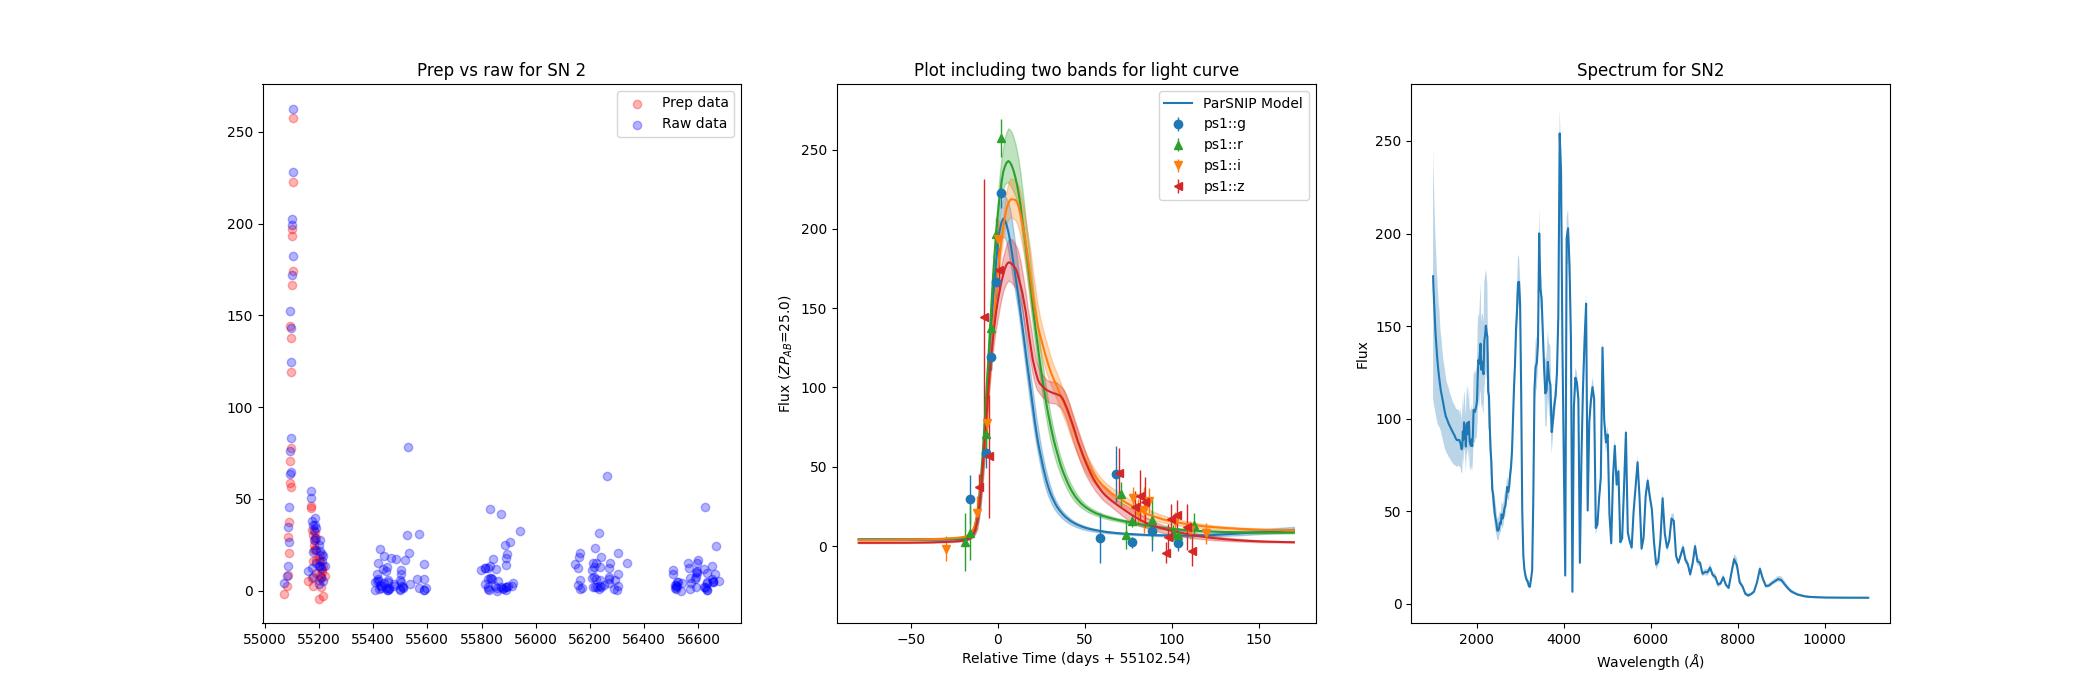 Prep vs raw for SN 2
Prep data
Raw data
250
200
150
100
50
0
55000 55200 55400 55600 55800 56000 56200 56400 56600
Plot including two bands for light curve
ParSNIP Model
ps1::g
ps1::r
ps1::i
ps1::z
Flux (ZP_AB=25.0)
250
200
150
100
50
0
−50 0 50 100 150
Relative Time (days + 55102.54)
Spectrum for SN2
Flux
250
200
150
100
50
0
2000 4000 6000 8000 10000
Wavelength (Å)